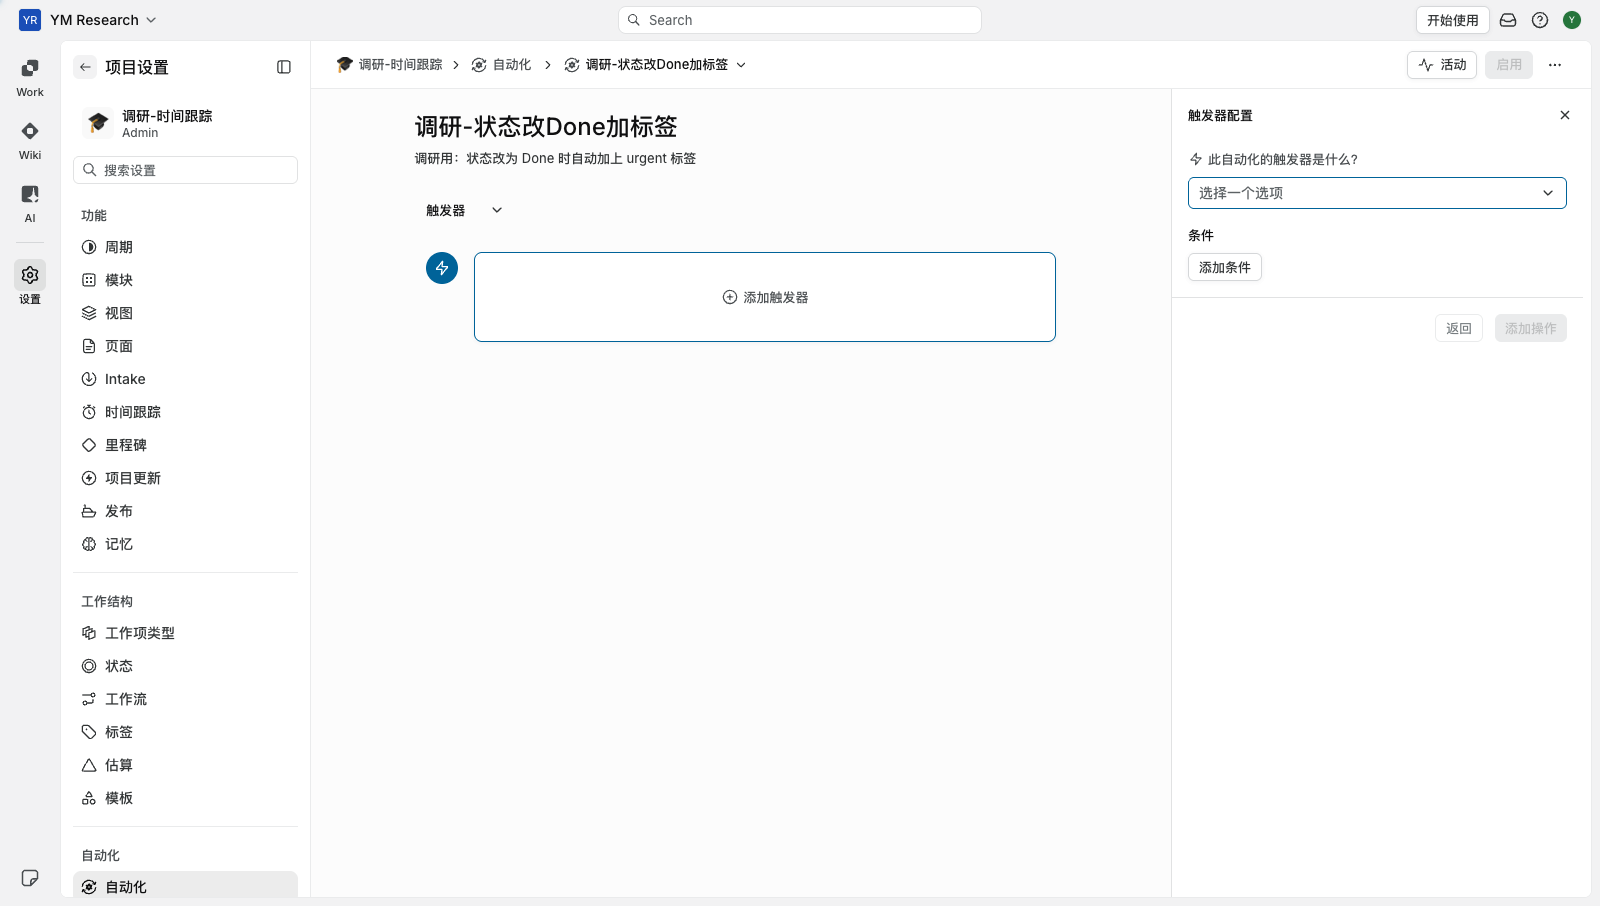 YR YM Research
Search
开始使用
Y
Work
Wiki
AI
设置
项目设置
调研-时间跟踪
Admin
搜索设置
功能
周期
模块
视图
页面
Intake
时间跟踪
里程碑
项目更新
发布
记忆
工作结构
工作项类型
状态
工作流
标签
估算
模板
自动化
自动化
调研-时间跟踪
自动化
调研-状态改Done加标签
活动
启用
调研-状态改Done加标签
调研用：状态改为 Done 时自动加上 urgent 标签
触发器
添加触发器
触发器配置
此自动化的触发器是什么?
选择一个选项
条件
添加条件
返回
添加操作